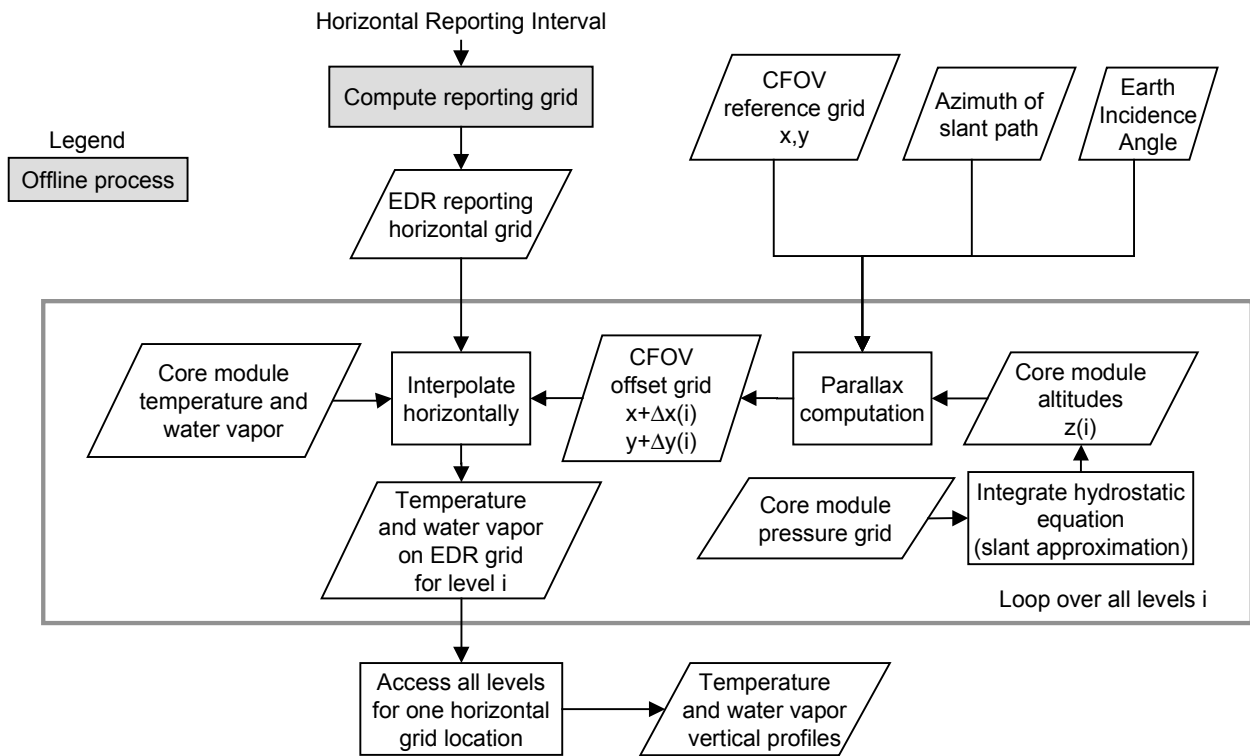 Horizontal Reporting Interval
Compute reporting grid
Legend
Offline process
EDR reporting
horizontal grid
CFOV
reference grid
x,y
Azimuth of
slant path
Earth
Incidence
Angle
Core module
temperature and
water vapor
Interpolate
horizontally
CFOV
offset grid
x+Δx(i)
y+Δy(i)
Parallax
computation
Core module
altitudes
z(i)
Temperature
and water vapor
on EDR grid
for level i
Core module
pressure grid
Integrate hydrostatic
equation
(slant approximation)
Loop over all levels i
Access all levels
for one horizontal
grid location
Temperature
and water vapor
vertical profiles